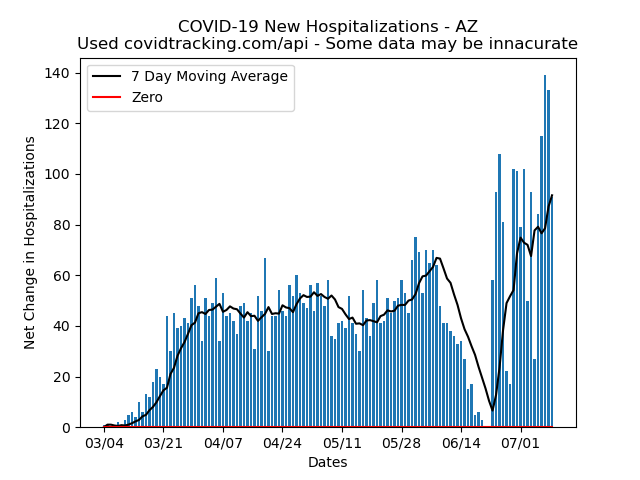 COVID-19 New Hospitalizations - AZ
Used covidtracking.com/api - Some data may be innacurate
7 Day Moving Average
Zero
Net Change in Hospitalizations
140
120
100
80
60
40
20
0
03/04 03/21 04/07 04/24 05/11 05/28 06/14 07/01
Dates